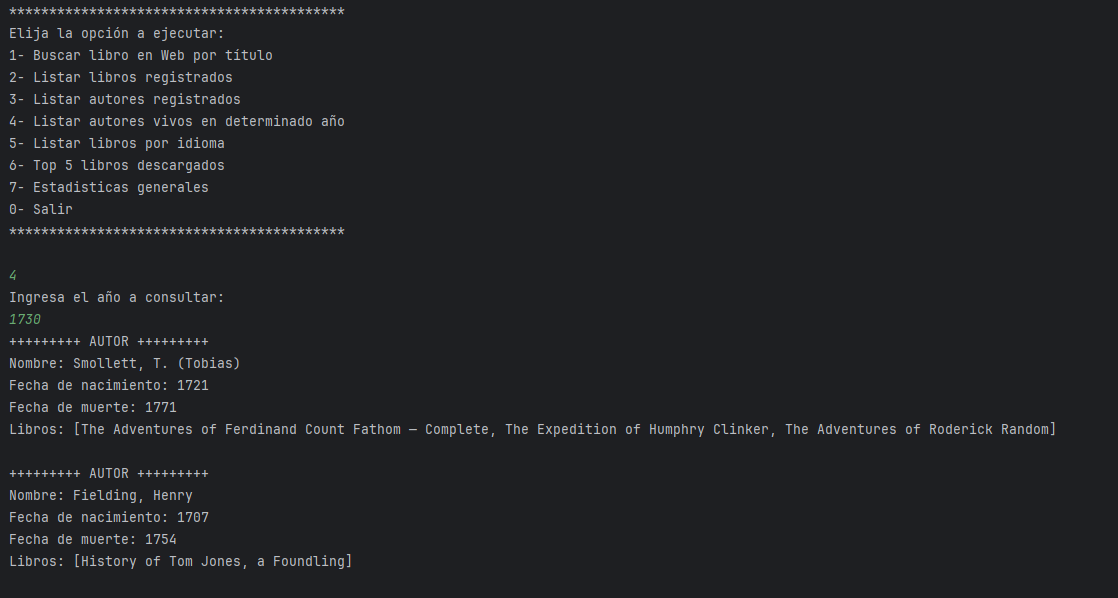 ******************************************
Elija la opción a ejecutar:
1- Buscar libro en Web por titulo
2- Listar libros registrados
3- Listar autores registrados
4- Listar autores vivos en determinado año
5- Listar libros por idioma
6- Top 5 libros descargados
7- Estadisticas generales
0- Salir
******************************************
4
Ingresa el año a consultar:
1730
+++++++++ AUTOR +++++++++
Nombre: Smollett, T. (Tobias)
Fecha de nacimiento: 1721
Fecha de muerte: 1771
Libros: [The Adventures of Ferdinand Count Fathom — Complete, The Expedition of Humphry Clinker, The Adventures of Roderick Random]
+++++++++ AUTOR +++++++++
Nombre: Fielding, Henry
Fecha de nacimiento: 1707
Fecha de muerte: 1754
Libros: [History of Tom Jones, a Foundling]